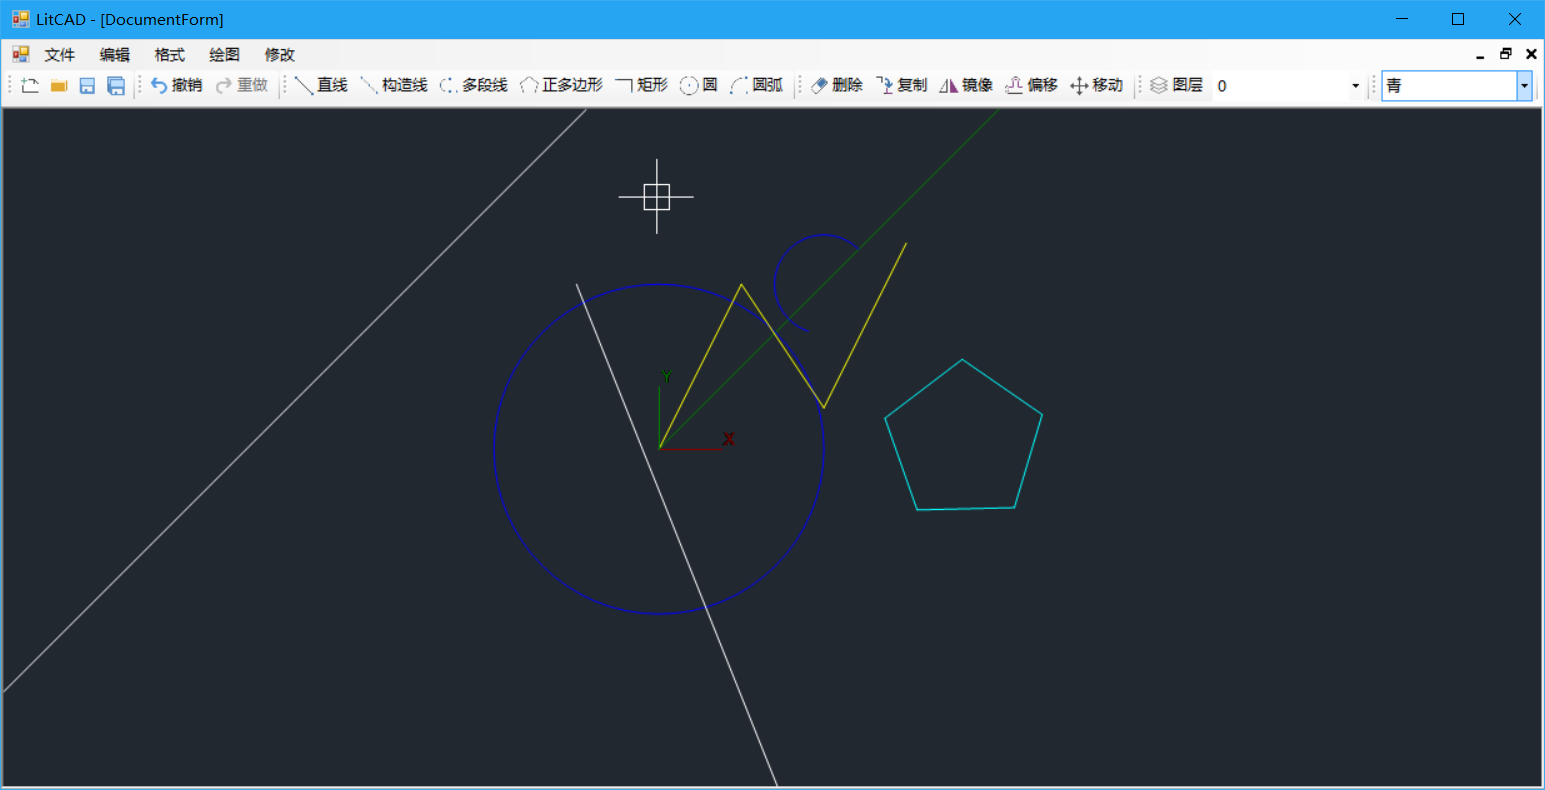 LitCAD - [DocumentForm]
文件 编辑 格式 绘图 修改
撤销 重做 直线 构造线 多段线 正多边形 矩形 圆 圆弧 删除 复制 镜像 偏移 移动 图层 0 青
Y
X